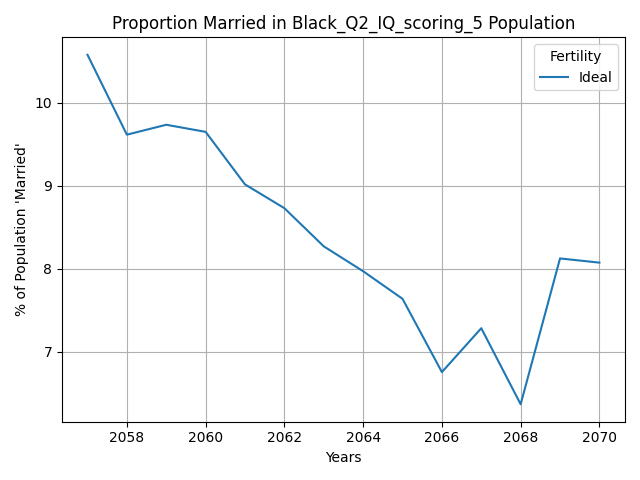 Proportion Married in Black_Q2_IQ_scoring_5 Population
Fertility
Ideal
% of Population 'Married'
10
9
8
7
2058 2060 2062 2064 2066 2068 2070
Years